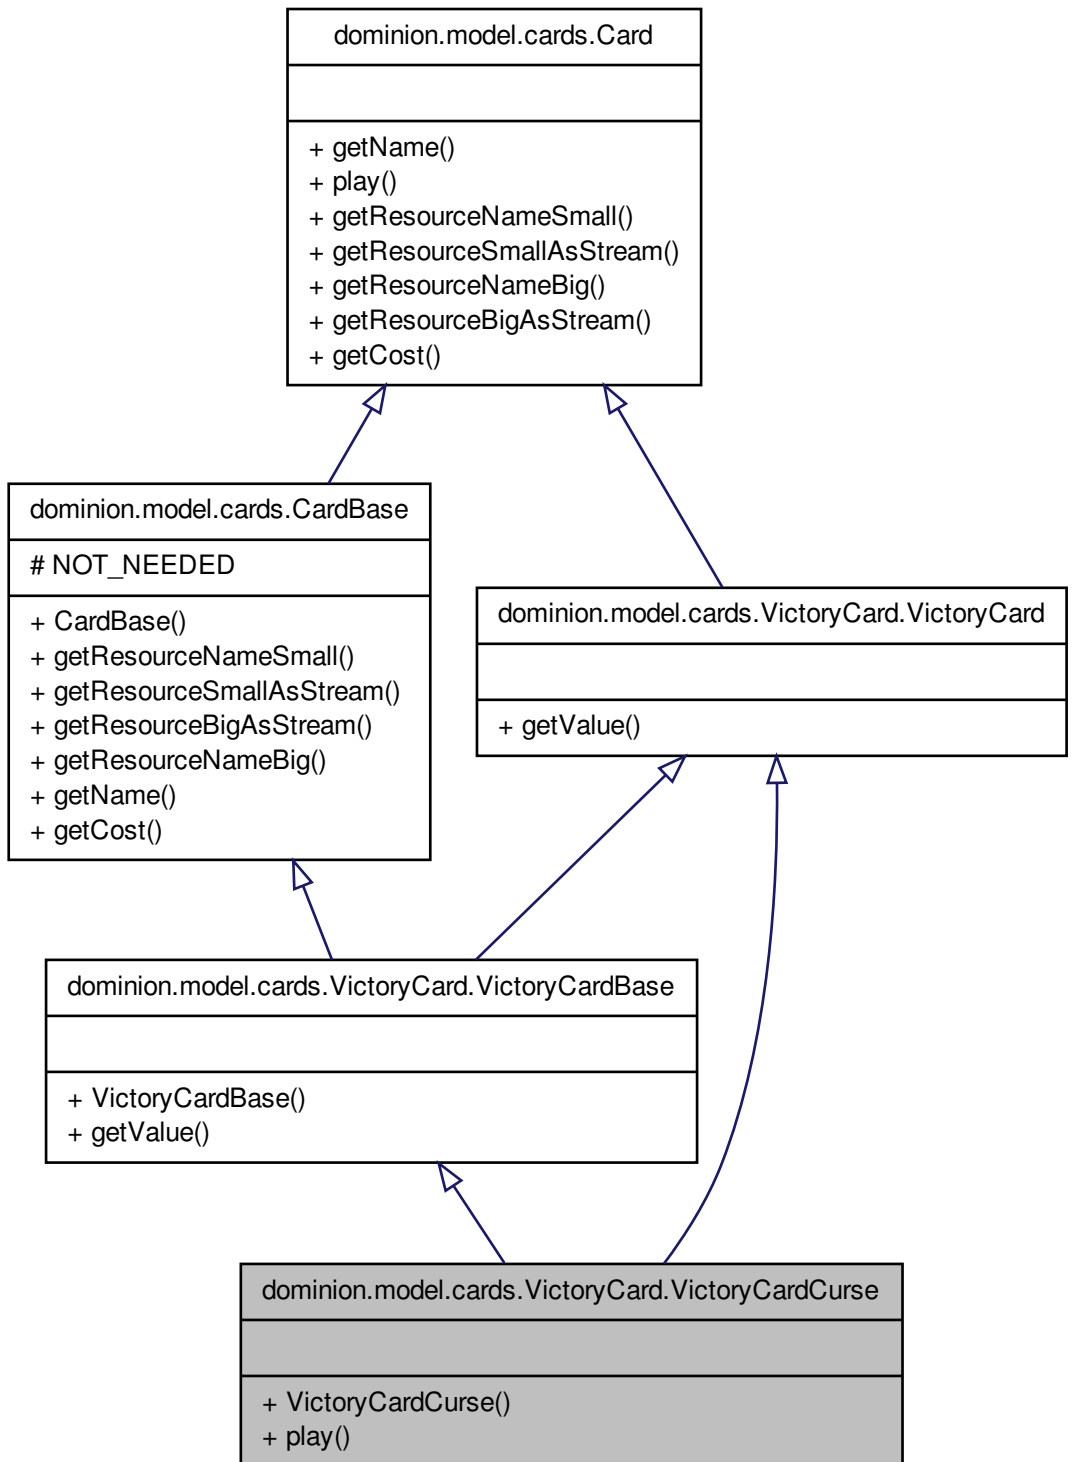 dominion.model.cards.Card
+ getName()
+ play()
+ getResourceNameSmall()
+ getResourceSmallAsStream()
+ getResourceNameBig()
+ getResourceBigAsStream()
+ getCost()
dominion.model.cards.CardBase
# NOT_NEEDED
+ CardBase()
+ getResourceNameSmall()
+ getResourceSmallAsStream()
+ getResourceBigAsStream()
+ getResourceNameBig()
+ getName()
+ getCost()
dominion.model.cards.VictoryCard.VictoryCard
+ getValue()
dominion.model.cards.VictoryCard.VictoryCardBase
+ VictoryCardBase()
+ getValue()
dominion.model.cards.VictoryCard.VictoryCardCurse
+ VictoryCardCurse()
+ play()